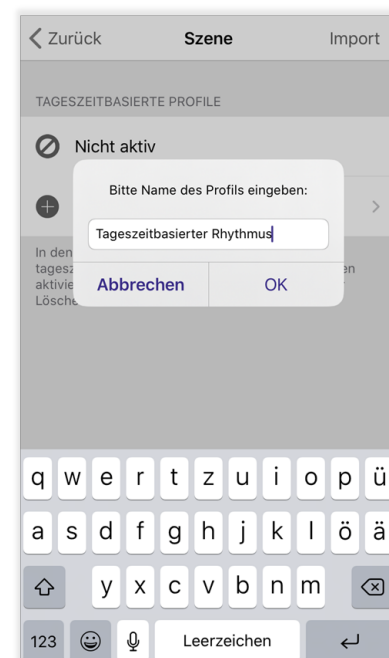 Zurück Szene Import
TAGESZEITBASIERTE PROFILE
Nicht aktiv
Bitte Name des Profils eingeben:
Tageszeitbasierter Rhythmus
In den
en
aktivie
Lösche
Abbrechen OK
q w e r t z u i o p ü
a s d f g h j k l ö ä
y x c v b n m
123 Leerzeichen